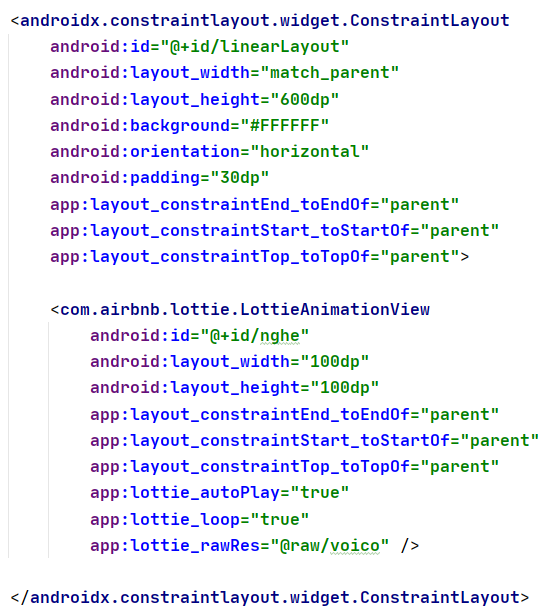 <androidx.constraintlayout.widget.ConstraintLayout
    android:id="@+id/linearLayout"
    android:layout_width="match_parent"
    android:layout_height="600dp"
    android:background="#FFFFFF"
    android:orientation="horizontal"
    android:padding="30dp"
    app:layout_constraintEnd_toEndOf="parent"
    app:layout_constraintStart_toStartOf="parent"
    app:layout_constraintTop_toTopOf="parent">

    <com.airbnb.lottie.LottieAnimationView
        android:id="@+id/nghe"
        android:layout_width="100dp"
        android:layout_height="100dp"
        app:layout_constraintEnd_toEndOf="parent"
        app:layout_constraintStart_toStartOf="parent"
        app:layout_constraintTop_toTopOf="parent"
        app:lottie_autoPlay="true"
        app:lottie_loop="true"
        app:lottie_rawRes="@raw/voico" />

</androidx.constraintlayout.widget.ConstraintLayout>